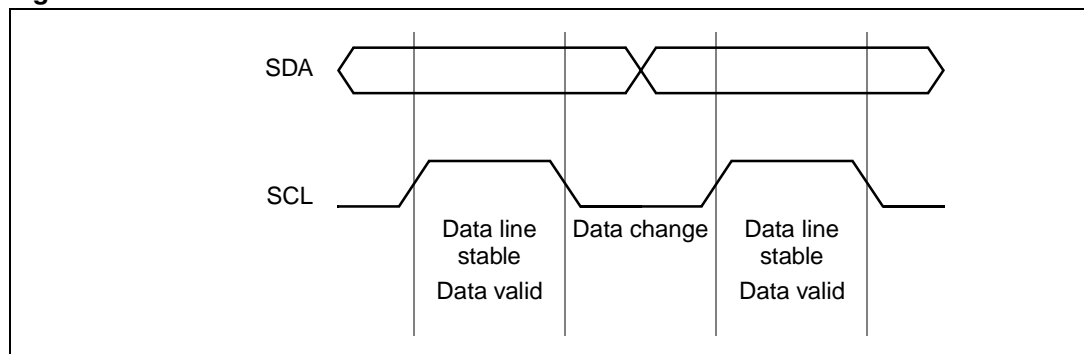 SDA
SCL
Data line
stable
Data valid
Data change
Data line
stable
Data valid